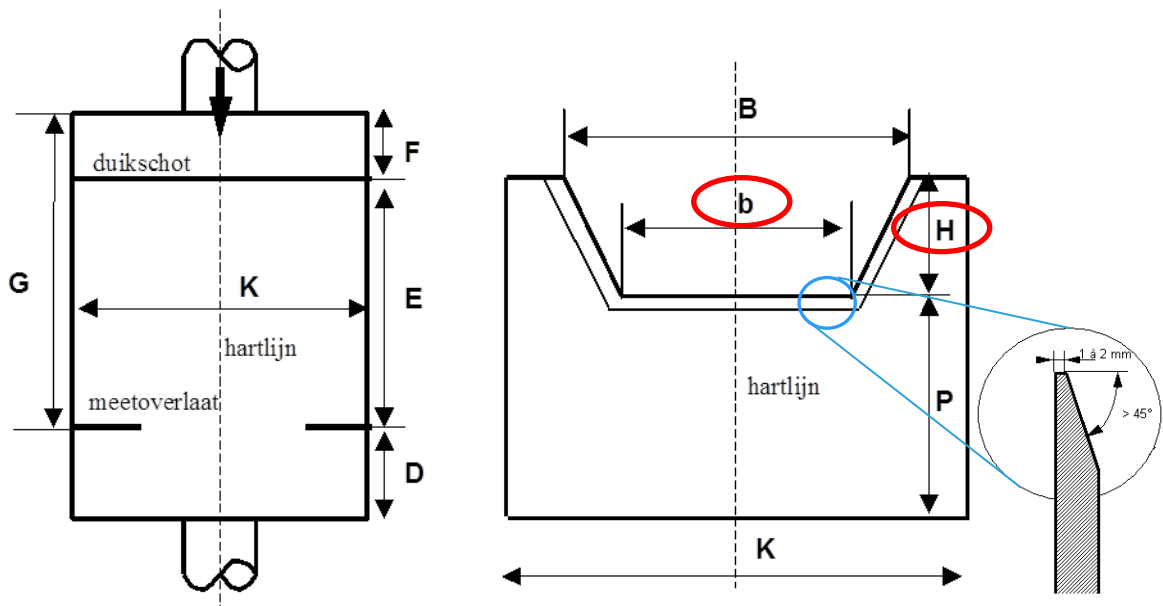 duikschot
F
G
K
E
hartlijn
meetoverlaat
D
B
b
H
hartlijn
P
K
1 à 2 mm
> 45°